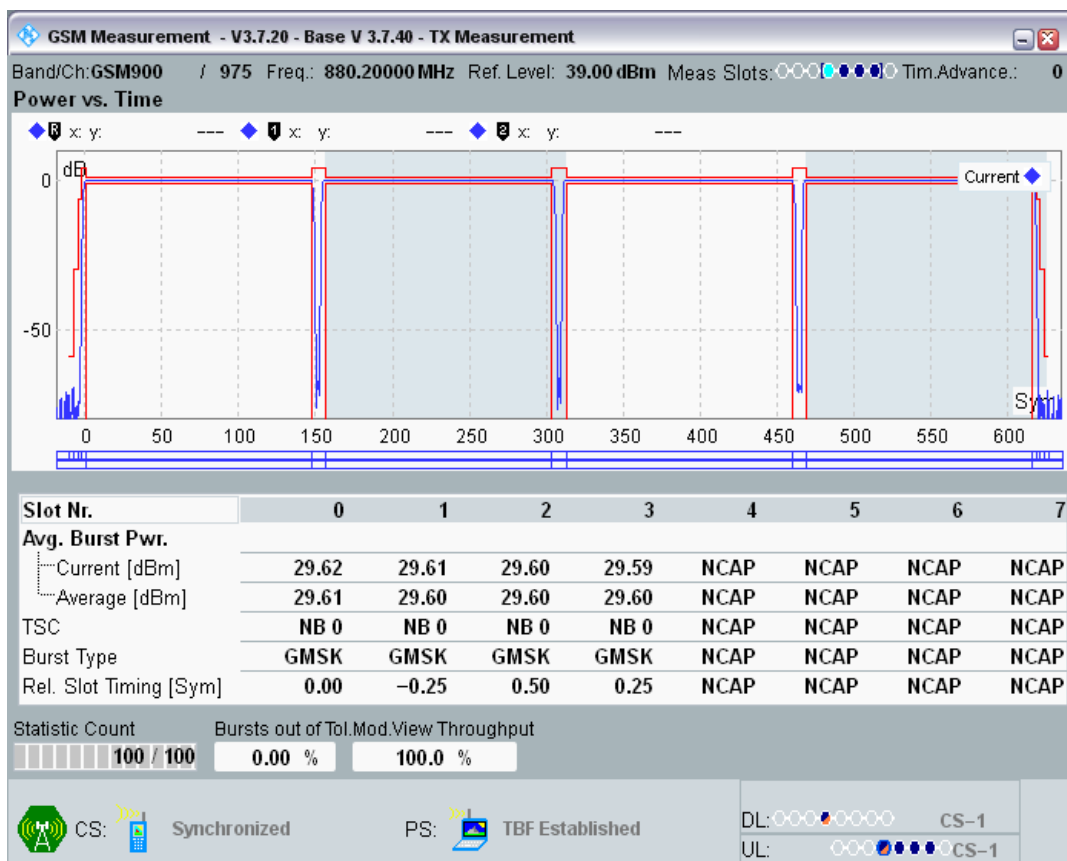 GSM Measurement - V3.7.20 - Base V 3.7.40 - TX Measurement
Band/Ch:GSM900 / 975 Freq.: 880.20000 MHz Ref. Level: 39.00 dBm Meas Slots: Tim.Advance.: 0
Power vs. Time
R x: y: --- 1 x: y: --- 2 x: y: ---
dB
Current
0
-50
Sym
0 50 100 150 200 250 300 350 400 450 500 550 600
Slot Nr. 0 1 2 3 4 5 6 7
Avg. Burst Pwr.
Current [dBm] 29.62 29.61 29.60 29.59 NCAP NCAP NCAP NCAP
Average [dBm] 29.61 29.60 29.60 29.60 NCAP NCAP NCAP NCAP
TSC NB 0 NB 0 NB 0 NB 0 NCAP NCAP NCAP NCAP
Burst Type GMSK GMSK GMSK GMSK NCAP NCAP NCAP NCAP
Rel. Slot Timing [Sym] 0.00 −0.25 0.50 0.25 NCAP NCAP NCAP NCAP
Statistic Count Bursts out of Tol.Mod.View Throughput
100 / 100 0.00 % 100.0 %
CS: Synchronized PS: TBF Established
DL: CS−1
UL: CS−1